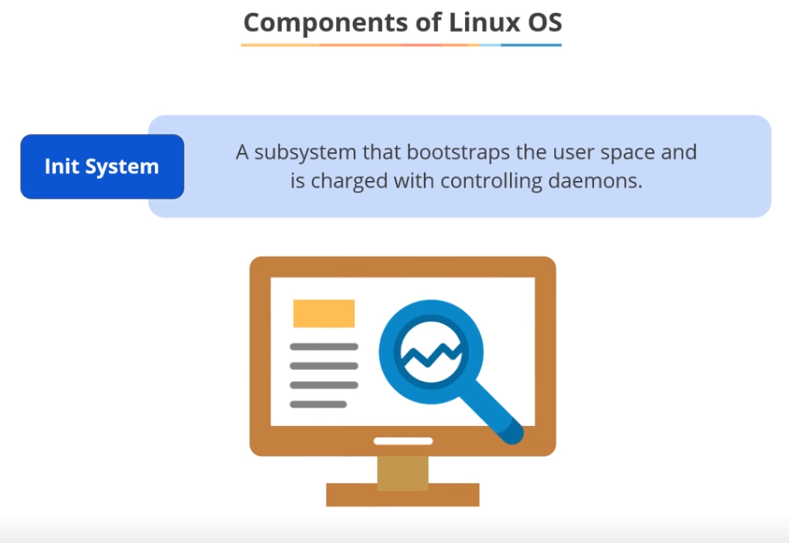 Components of Linux OS
Init System
A subsystem that bootstraps the user space and
is charged with controlling daemons.